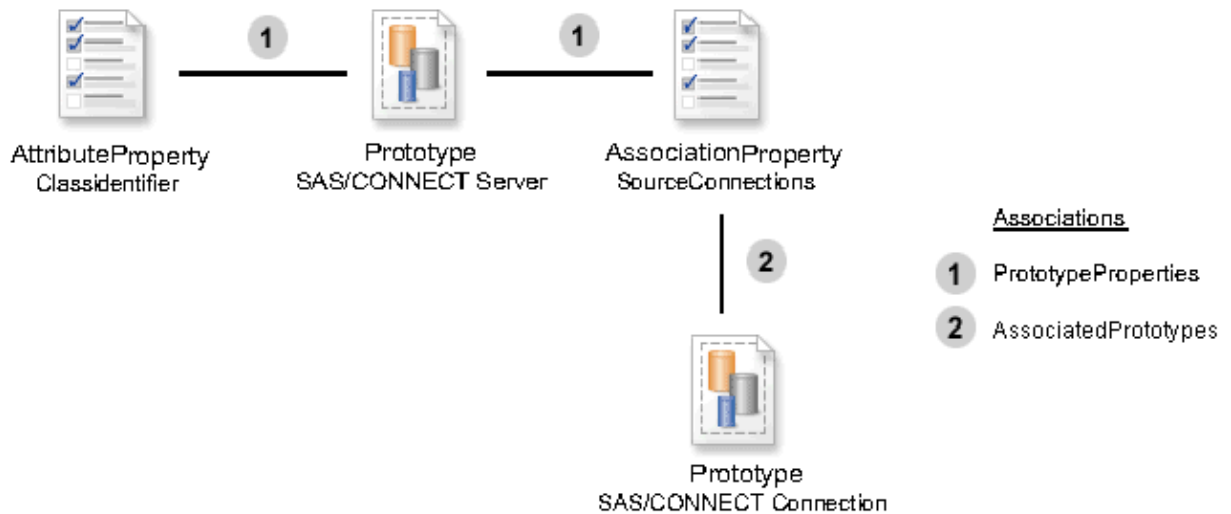 1
1
AttributeProperty
Classidentifier
Prototype
SAS/CONNECT Server
AssociationProperty
SourceConnections
2
Associations
1 PrototypeProperties
2 AssociatedPrototypes
Prototype
SAS/CONNECT Connection